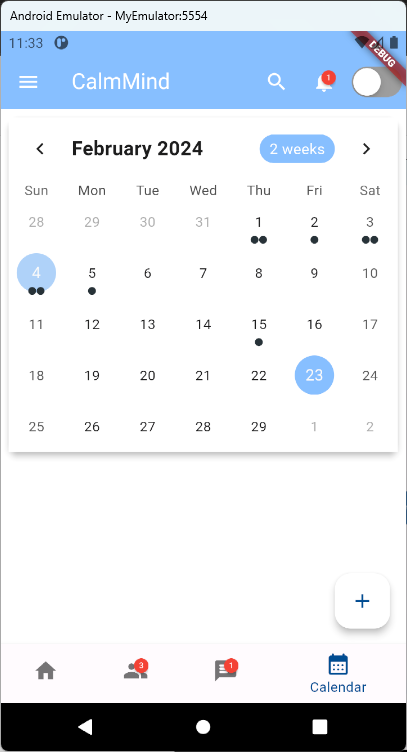 Android Emulator - MyEmulator:5554
11:33
DEBUG
CalmMind
1
February 2024
2 weeks
Sun Mon Tue Wed Thu Fri Sat
28 29 30 31 1 2 3
4 5 6 7 8 9 10
11 12 13 14 15 16 17
18 19 20 21 22 23 24
25 26 27 28 29 1 2
+
3
1
Calendar